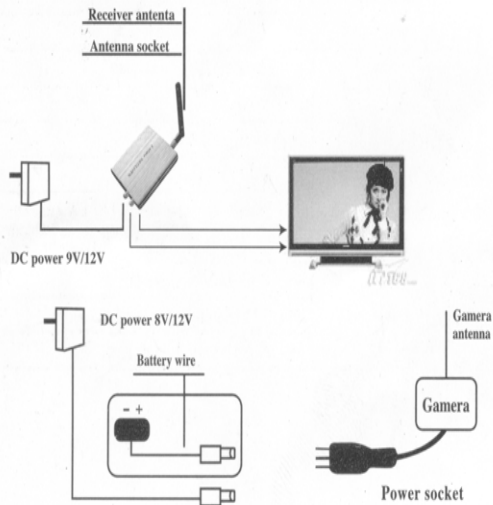 Receiver antenta
Antenna socket
DC power 9V/12V
DC power 8V/12V
Battery wire
- +
Gamera
antenna
Gamera
Power socket